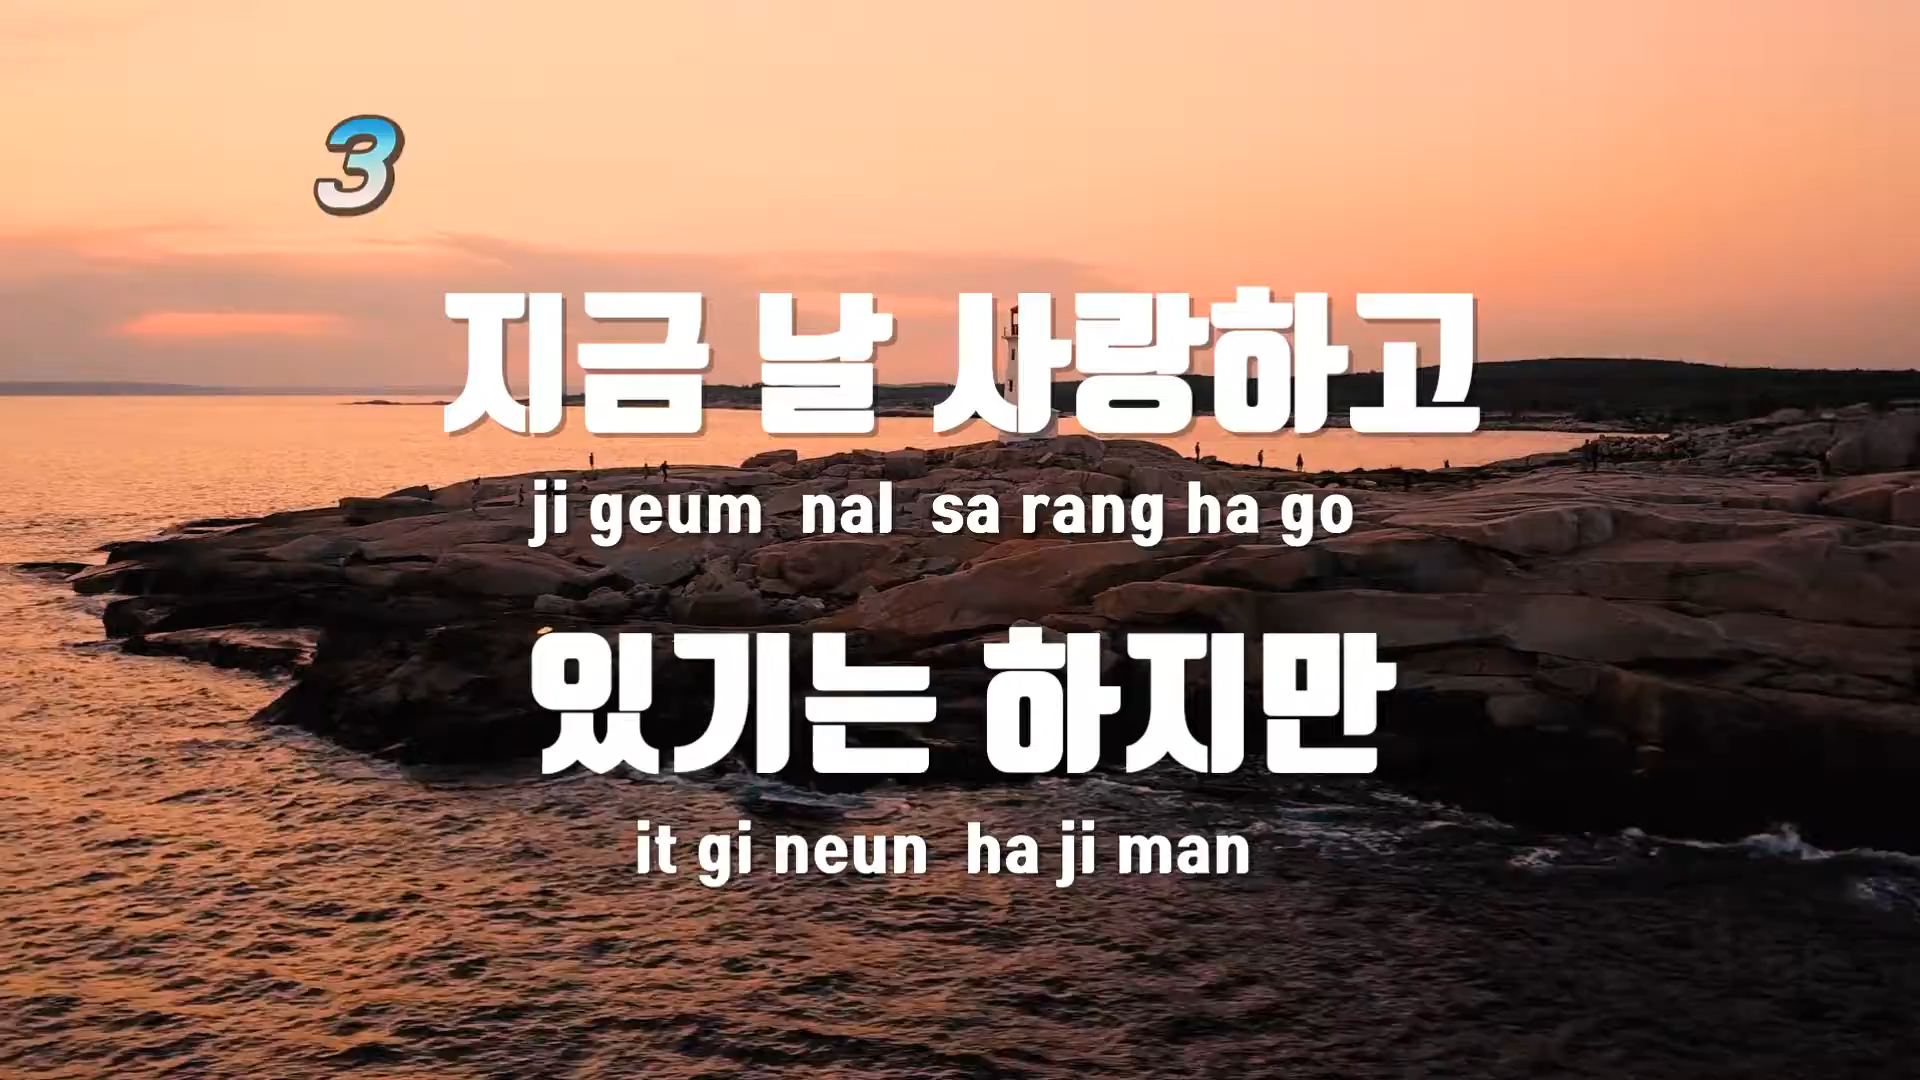 3
지금 날 사랑하고
ji geum nal sa rang ha go
있기는 하지만
it gi neun ha ji man